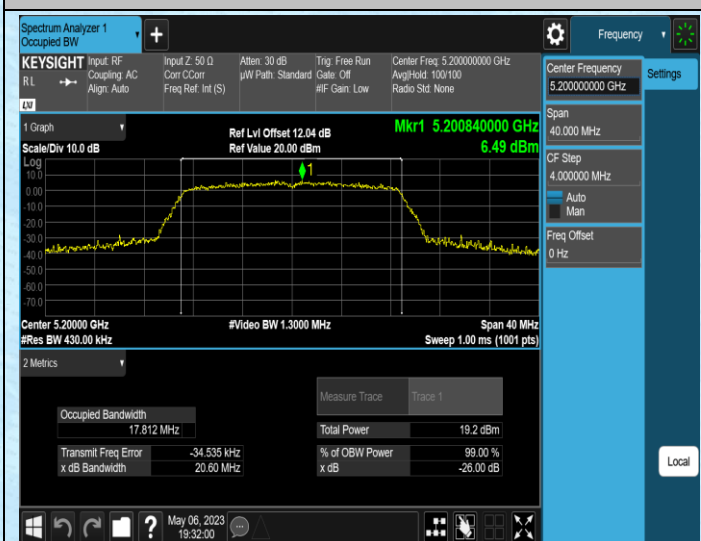 Spectrum Analyzer 1
Occupied BW
+
Frequency
KEYSIGHT
R L
LXI
Input: RF
Coupling: AC
Align: Auto
Input Z: 50 Ω
Corr CCorr
Freq Ref: Int (S)
Atten: 30 dB
µW Path: Standard
Trig: Free Run
Gate: Off
#IF Gain: Low
Center Freq: 5.200000000 GHz
Avg|Hold: 100/100
Radio Std: None
Center Frequency
5.200000000 GHz
Settings
Span
40.000 MHz
CF Step
4.000000 MHz
Auto
Man
Freq Offset
0 Hz
1 Graph
Scale/Div 10.0 dB
Ref Lvl Offset 12.04 dB
Ref Value 20.00 dBm
Mkr1 5.200840000 GHz
6.49 dBm
Log
10.0
0.00
-10.0
-20.0
-30.0
-40.0
-50.0
-60.0
-70.0
1
Center 5.20000 GHz
#Res BW 430.00 kHz
#Video BW 1.3000 MHz
Span 40 MHz
Sweep 1.00 ms (1001 pts)
2 Metrics
Measure Trace
Trace 1
Occupied Bandwidth
17.812 MHz
Total Power
19.2 dBm
Transmit Freq Error
-34.535 kHz
% of OBW Power
99.00 %
x dB Bandwidth
20.60 MHz
x dB
-26.00 dB
Local
?
May 06, 2023
19:32:00